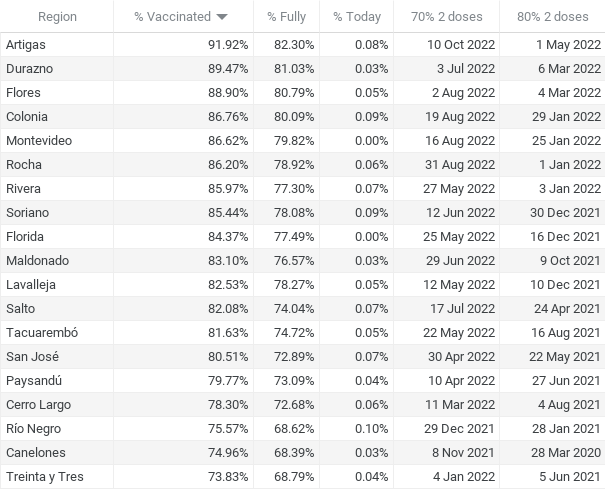 Region % Vaccinated % Fully % Today 70% 2 doses 80% 2 doses
Artigas 91.92% 82.30% 0.08% 10 Oct 2022 1 May 2022
Durazno 89.47% 81.03% 0.03% 3 Jul 2022 6 Mar 2022
Flores 88.90% 80.79% 0.05% 2 Aug 2022 4 Mar 2022
Colonia 86.76% 80.09% 0.09% 19 Aug 2022 29 Jan 2022
Montevideo 86.62% 79.82% 0.00% 16 Aug 2022 25 Jan 2022
Rocha 86.20% 78.92% 0.06% 31 Aug 2022 1 Jan 2022
Rivera 85.97% 77.30% 0.07% 27 May 2022 3 Jan 2022
Soriano 85.44% 78.08% 0.09% 12 Jun 2022 30 Dec 2021
Florida 84.37% 77.49% 0.00% 25 May 2022 16 Dec 2021
Maldonado 83.10% 76.57% 0.03% 29 Jun 2022 9 Oct 2021
Lavalleja 82.53% 78.27% 0.05% 12 May 2022 10 Dec 2021
Salto 82.08% 74.04% 0.07% 17 Jul 2022 24 Apr 2021
Tacuarembó 81.63% 74.72% 0.05% 22 May 2022 16 Aug 2021
San José 80.51% 72.89% 0.07% 30 Apr 2022 22 May 2021
Paysandú 79.77% 73.09% 0.04% 10 Apr 2022 27 Jun 2021
Cerro Largo 78.30% 72.68% 0.06% 11 Mar 2022 4 Aug 2021
Río Negro 75.57% 68.62% 0.10% 29 Dec 2021 28 Jan 2021
Canelones 74.96% 68.39% 0.03% 8 Nov 2021 28 Mar 2020
Treinta y Tres 73.83% 68.79% 0.04% 4 Jan 2022 5 Jun 2021